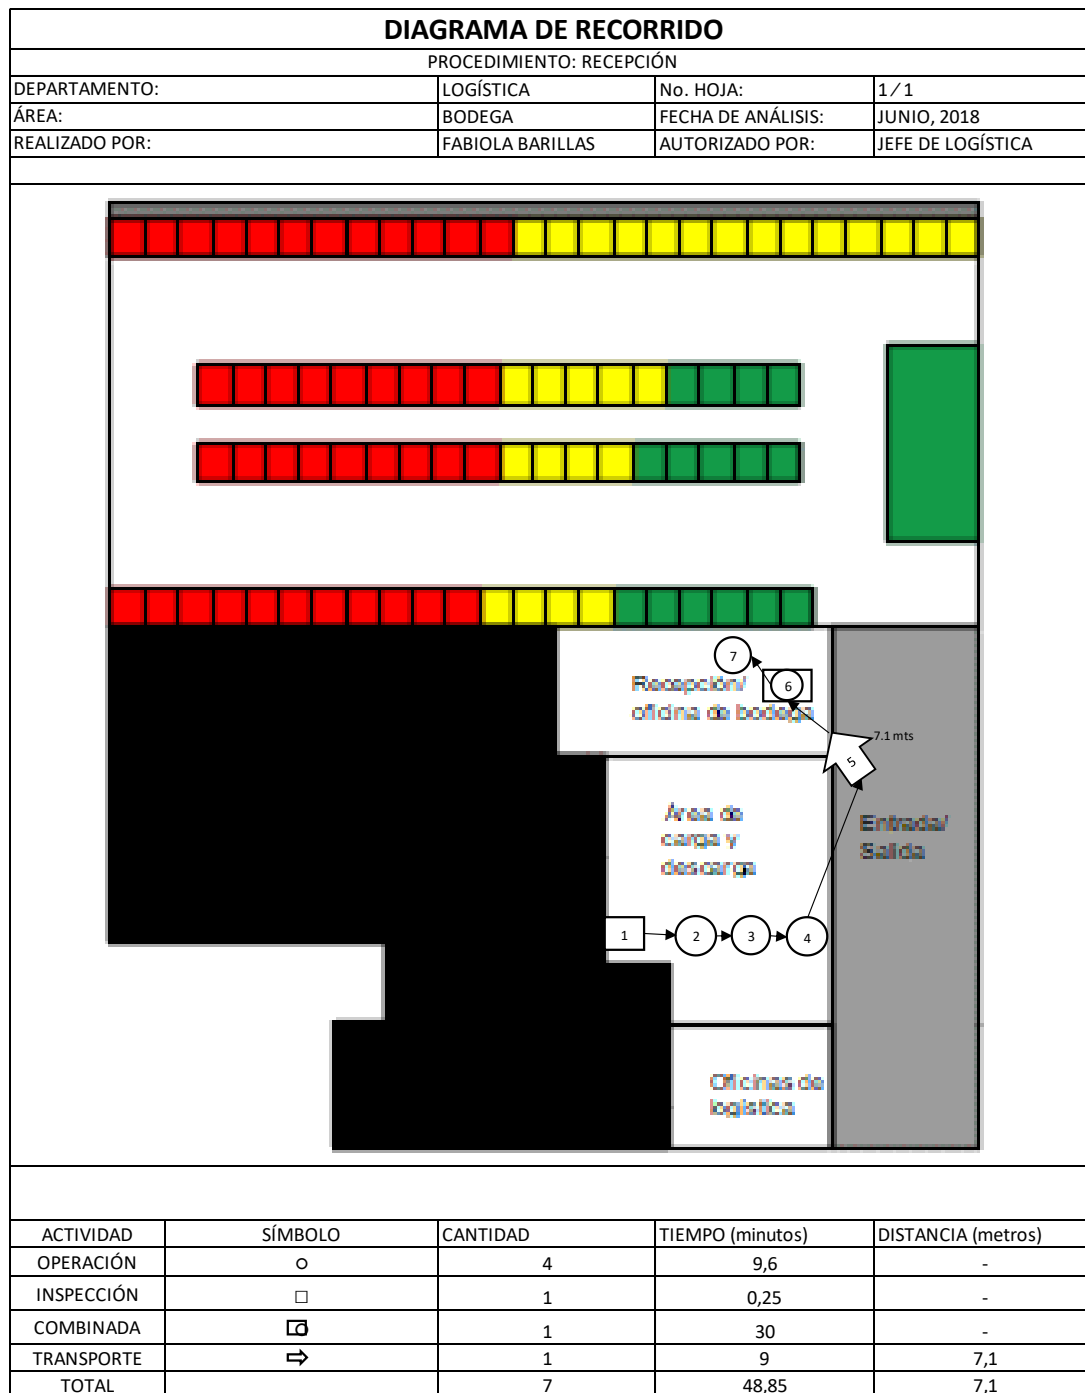 DIAGRAMA DE RECORRIDO
PROCEDIMIENTO: RECEPCIÓN
DEPARTAMENTO: LOGÍSTICA No. HOJA: 1/1
ÁREA: BODEGA FECHA DE ANÁLISIS: JUNIO, 2018
REALIZADO POR: FABIOLA BARILLAS AUTORIZADO POR: JEFE DE LOGÍSTICA
7
Recepción/
oficina de bodega
6
7.1 mts
5
Área de
carga y
descarga
Entrada/
Salida
1 2 3 4
Oficinas de
logística
ACTIVIDAD SÍMBOLO CANTIDAD TIEMPO (minutos) DISTANCIA (metros)
OPERACIÓN 4 9,6 -
INSPECCIÓN 1 0,25 -
COMBINADA 1 30 -
TRANSPORTE 1 9 7,1
TOTAL 7 48,85 7,1